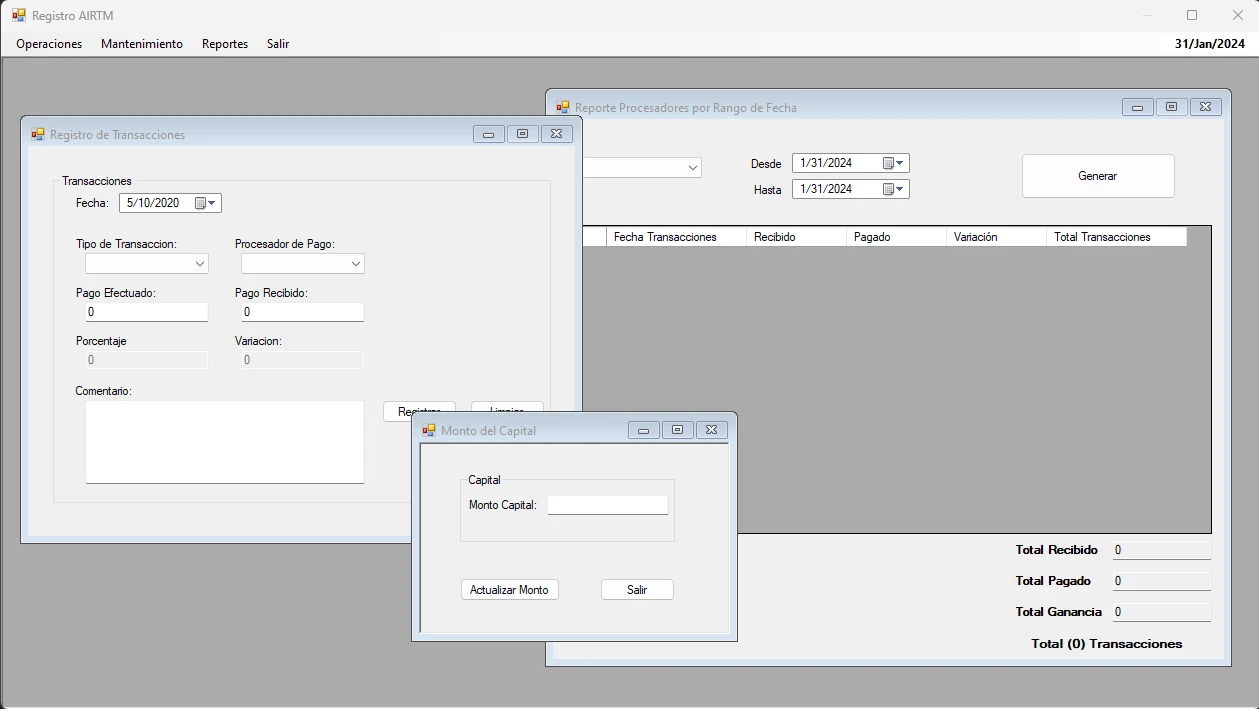 Registro AIRTM
Operaciones Mantenimiento Reportes Salir 31/Jan/2024
Reporte Procesadores por Rango de Fecha
Desde 1/31/2024
Hasta 1/31/2024
Generar
Fecha Transacciones Recibido Pagado Variación Total Transacciones
Total Recibido 0
Total Pagado 0
Total Ganancia 0
Total (0) Transacciones
Registro de Transacciones
Transacciones
Fecha: 5/10/2020
Tipo de Transaccion: Procesador de Pago:
Pago Efectuado: Pago Recibido:
0 0
Porcentaje Variacion:
0 0
Comentario:
Registrar Limpiar
Monto del Capital
Capital
Monto Capital:
Actualizar Monto Salir